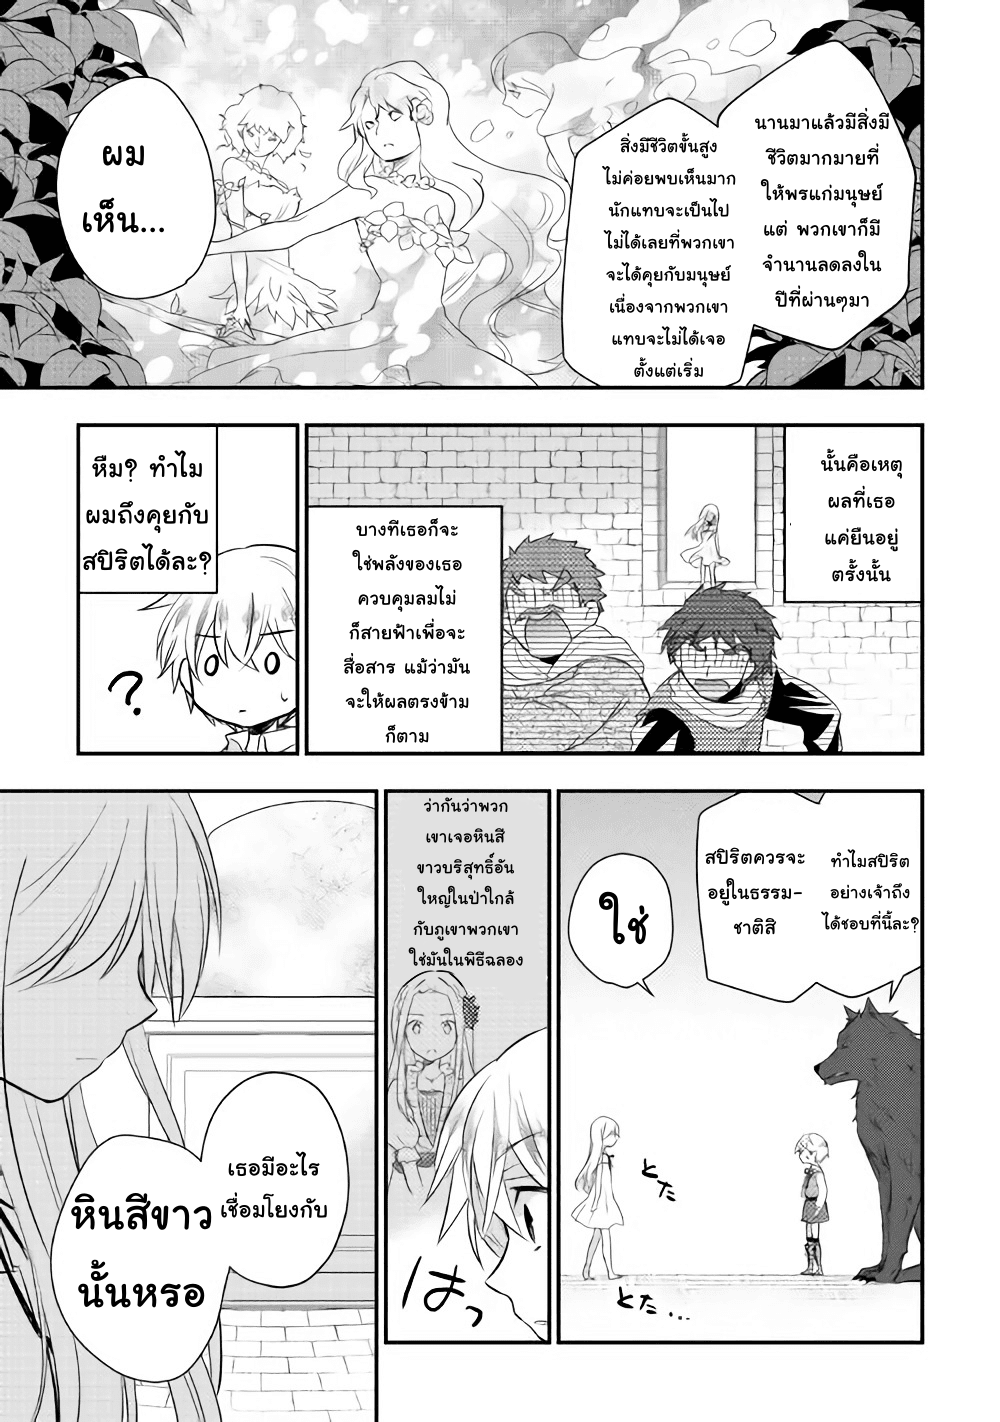 นานมาแล้วมีสิ่งมี
ชีวิตมากมายที่
ให้พรแก่มนุษย์
แต่ พวกเขาก็มี
จำนานลดลงใน
ปีที่ผ่านๆมา
สิ่งมีชีวิตขั้นสูง
ไม่ค่อยพบเห็นมาก
นักแทบจะเป็นไป
ไม่ได้เลยที่พวกเขา
จะได้คุยกับมนุษย์
เนื่องจากพวกเขา
แทบจะไม่ได้เจอ
ตั้งแต่เริ่ม
ผม
เห็น...
นั้นคือเหตุ
ผลที่เธอ
แค่ยืนอยู่
ตรั้งนั้น
บางทีเธอก็จะ
ใช่พลังของเธอ
ควบคุมลมไม่
ก็สายฟ้าเพื่อจะ
สื่อสาร แม้ว่ามัน
จะให้ผลตรงข้าม
ก็ตาม
หืม? ทำไม
ผมถึงคุยกับ
สปิริตได้ละ?
?
ทำไมสปิริต
อย่างเจ้าถึง
ได้ชอบที่นี้ละ?
สปิริตควรจะ
อยู่ในธรรม-
ชาติสิ
ใช่
とた
とた...
ว่ากันว่าพวก
เขาเจอหินสี
ขาวบริสุทธิ์อัน
ใหญ่ในป่าใกล้
กับภูเขาพวกเขา
ใช่มันในพิธีฉลอง
はっ
เธอมีอะไร
เชื่อมโยงกับ
หินสีขาว
นั้นหรอ